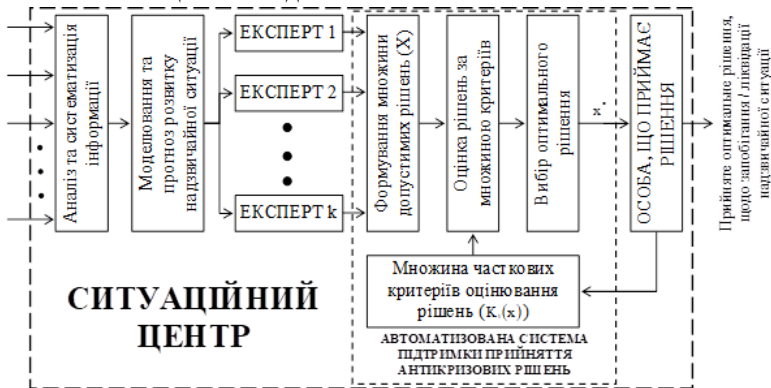 Аналіз та систематизація
інформації
Моделювання та
прогноз розвитку
надзвичайної ситуації
ЕКСПЕРТ 1
ЕКСПЕРТ 2
ЕКСПЕРТ k
Формування множини
допустимих рішень (X)
Оцінка рішень за
множиною критеріїв
Вибір оптимального
рішення
x*
ОСОБА, ЩО ПРИЙМАЄ
РІШЕННЯ
Прийняте оптимальне рішення,
щодо запобігання/ліквідації
надзвичайної ситуації
Множина часткових
критеріїв оцінювання
рішень (Kᵢ(x))
СИТУАЦІЙНИЙ
ЦЕНТР
АВТОМАТИЗОВАНА СИСТЕМА
ПІДТРИМКИ ПРИЙНЯТТЯ
АНТИКРИЗОВИХ РІШЕНЬ